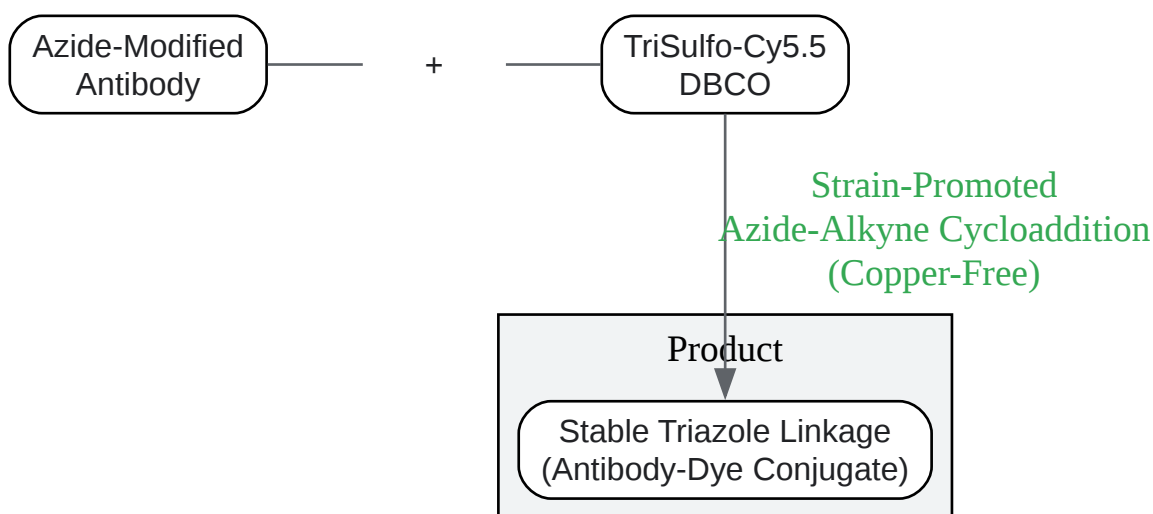 Azide-Modified
Antibody
+
TriSulfo-Cy5.5
DBCO
Strain-Promoted
Azide-Alkyne Cycloaddition
(Copper-Free)
Product
Stable Triazole Linkage
(Antibody-Dye Conjugate)